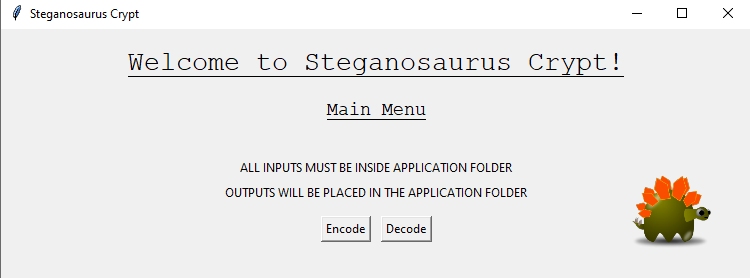 Steganosaurus Crypt
Welcome to Steganosaurus Crypt!
Main Menu
ALL INPUTS MUST BE INSIDE APPLICATION FOLDER
OUTPUTS WILL BE PLACED IN THE APPLICATION FOLDER
Encode Decode